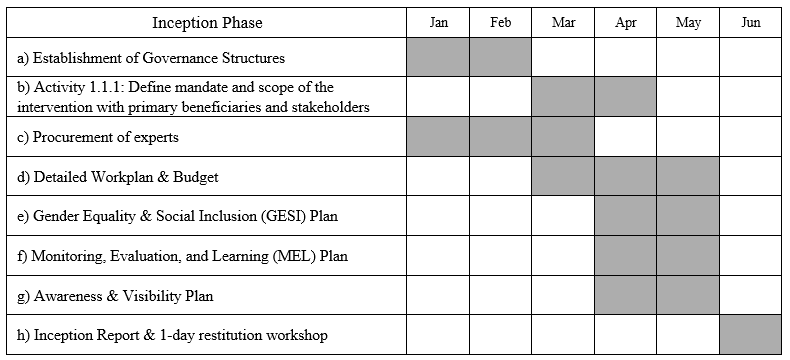 Inception Phase Jan Feb Mar Apr May Jun
a) Establishment of Governance Structures
b) Activity 1.1.1: Define mandate and scope of the
intervention with primary beneficiaries and stakeholders
c) Procurement of experts
d) Detailed Workplan & Budget
e) Gender Equality & Social Inclusion (GESI) Plan
f) Monitoring, Evaluation, and Learning (MEL) Plan
g) Awareness & Visibility Plan
h) Inception Report & 1-day restitution workshop